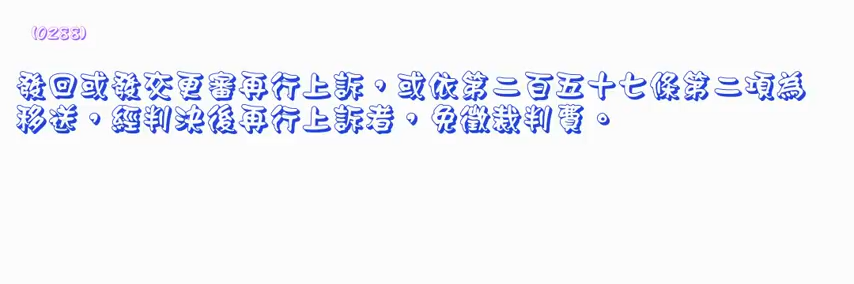 (0288)
發回或發交更審再行上訴，或依第二百五十七條第二項為
移送，經判決後再行上訴者，免徵裁判費。